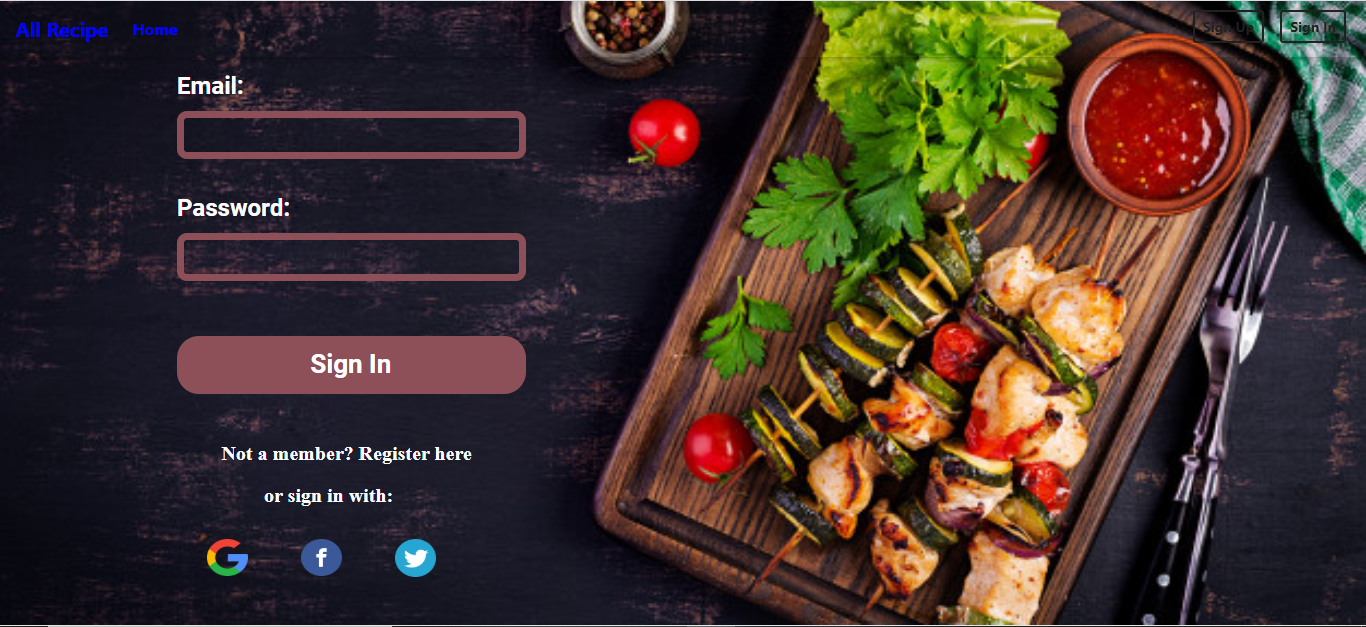 All Recipe Home Sign Up Sign In
Email:
Password:
Sign In
Not a member? Register here
or sign in with: